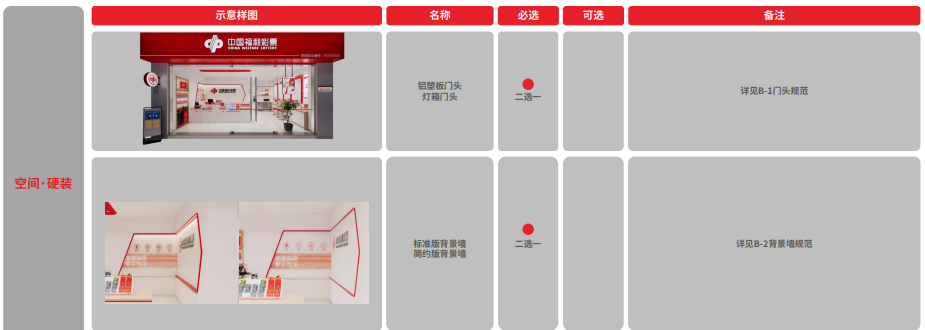 示意样图
名称
必选
可选
备注
空间·硬装
中国福利彩票
CHINA WELFARE LOTTERY
铝塑板门头
灯箱门头
二选一
详见B-1门头规范
标准版背景墙
简约版背景墙
二选一
详见B-2背景墙规范